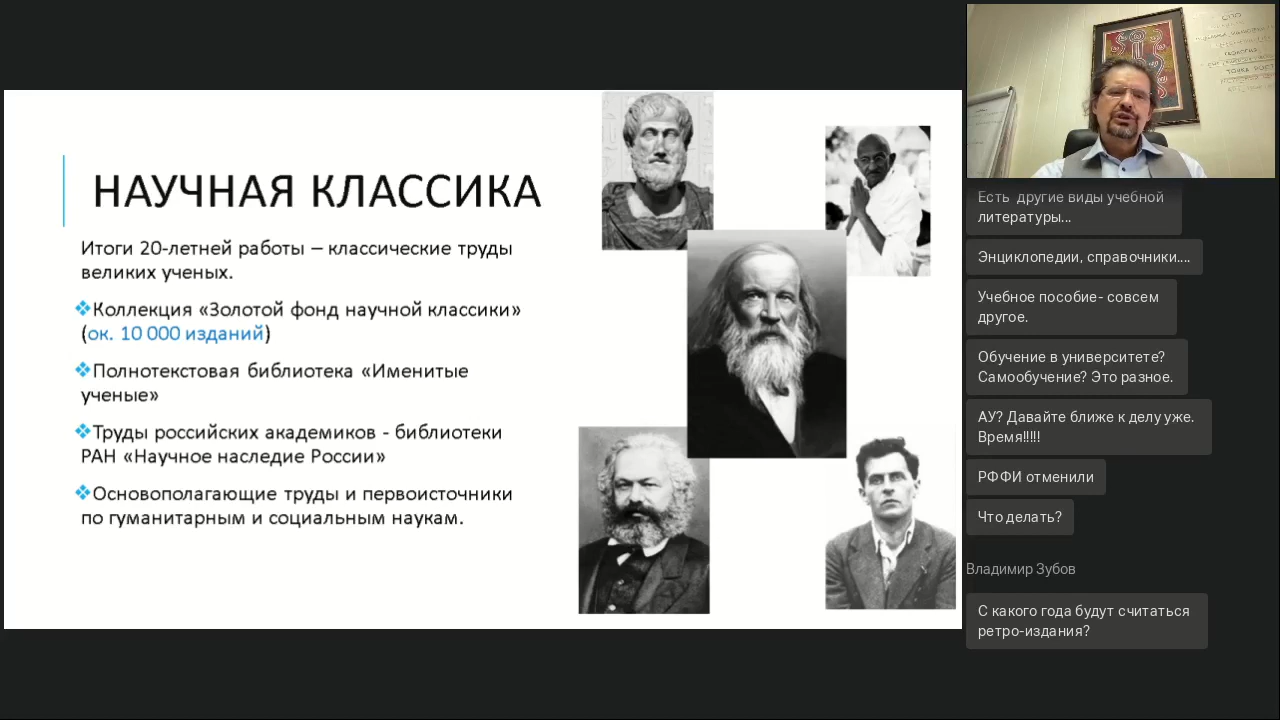 НАУЧНАЯ КЛАССИКА
Итоги 20-летней работы – классические труды
великих ученых.
Коллекция «Золотой фонд научной классики»
(ок. 10 000 изданий)
Полнотекстовая библиотека «Именитые
ученые»
Труды российских академиков - библиотеки
РАН «Научное наследие России»
Основополагающие труды и первоисточники
по гуманитарным и социальным наукам.
ТОЧКА РОСТ
Есть другие виды учебной
литературы...
Энциклопедии, справочники....
Учебное пособие- совсем
другое.
Обучение в университете?
Самообучение? Это разное.
АУ? Давайте ближе к делу уже.
Время!!!!!
РФФИ отменили
Что делать?
Владимир Зубов
С какого года будут считаться
ретро-издания?